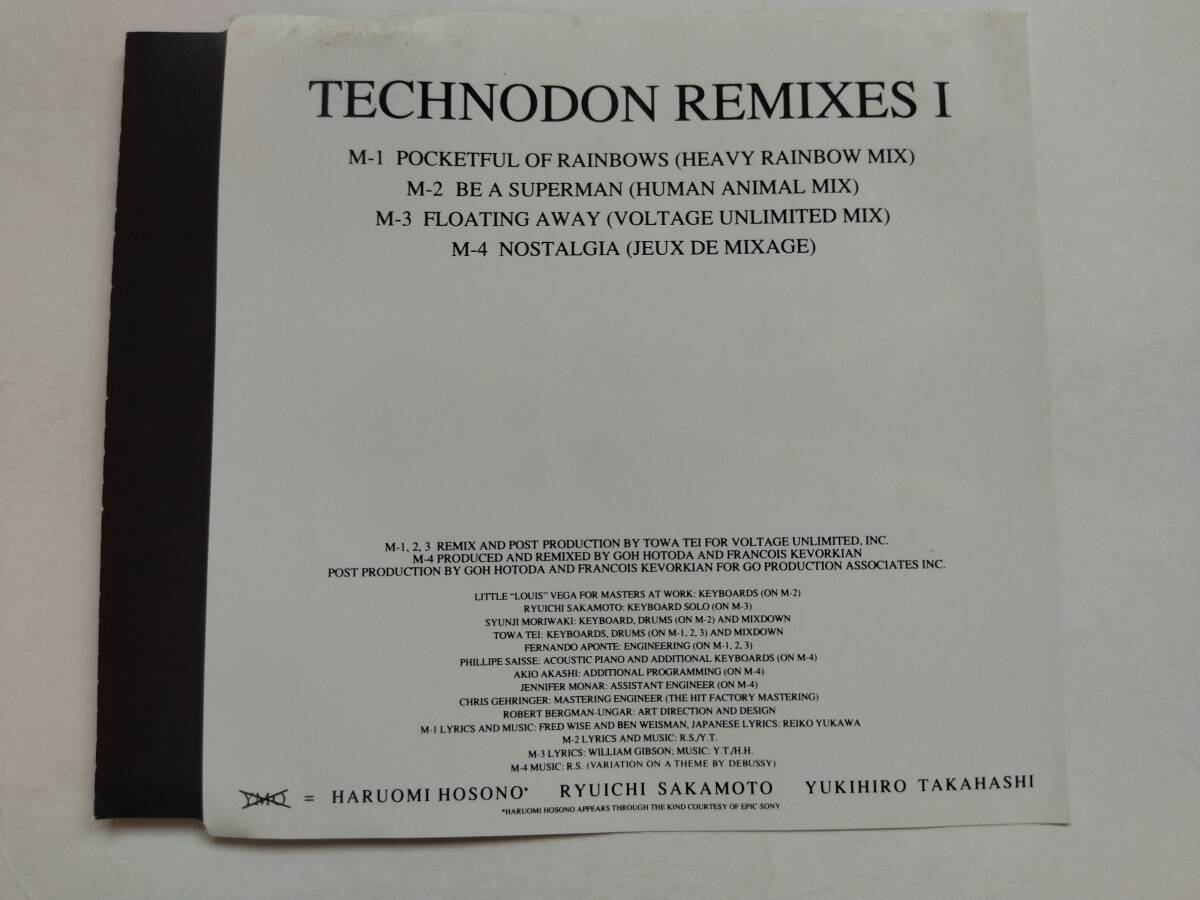 TECHNODON REMIXES I
M-1 POCKETFUL OF RAINBOWS (HEAVY RAINBOW MIX)
M-2 BE A SUPERMAN (HUMAN ANIMAL MIX)
M-3 FLOATING AWAY (VOLTAGE UNLIMITED MIX)
M-4 NOSTALGIA (JEUX DE MIXAGE)
M-1, 2, 3 REMIX AND POST PRODUCTION BY TOWA TEI FOR VOLTAGE UNLIMITED, INC.
M-4 PRODUCED AND REMIXED BY GOH HOTODA AND FRANCOIS KEVORKIAN
POST PRODUCTION BY GOH HOTODA AND FRANCOIS KEVORKIAN FOR GO PRODUCTION ASSOCIATES INC.
LITTLE "LOUIS" VEGA FOR MASTERS AT WORK: KEYBOARDS (ON M-2)
RYUICHI SAKAMOTO: KEYBOARD SOLO (ON M-3)
SYUNJI MORIWAKI: KEYBOARD, DRUMS (ON M-2) AND MIXDOWN
TOWA TEI: KEYBOARDS, DRUMS (ON M-1, 2, 3) AND MIXDOWN
FERNANDO APONTE: ENGINEERING (ON M-1, 2, 3)
PHILLIPE SAISSE: ACOUSTIC PIANO AND ADDITIONAL KEYBOARDS (ON M-4)
AKIO AKASHI: ADDITIONAL PROGRAMMING (ON M-4)
JENNIFER MONAR: ASSISTANT ENGINEER (ON M-4)
CHRIS GEHRINGER: MASTERING ENGINEER (THE HIT FACTORY MASTERING)
ROBERT BERGMAN-UNGAR: ART DIRECTION AND DESIGN
M-1 LYRICS AND MUSIC: FRED WISE AND BEN WEISMAN, JAPANESE LYRICS: REIKO YUKAWA
M-2 LYRICS AND MUSIC: R.S./Y.T.
M-3 LYRICS: WILLIAM GIBSON; MUSIC: Y.T./H.H.
M-4 MUSIC: R.S. (VARIATION ON A THEME BY DEBUSSY)
YMO = HARUOMI HOSONO* RYUICHI SAKAMOTO YUKIHIRO TAKAHASHI
*HARUOMI HOSONO APPEARS THROUGH THE KIND COURTESY OF EPIC·SONY